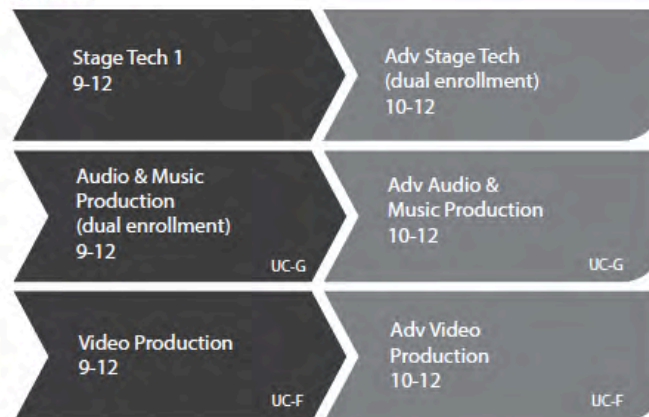 Stage Tech 1
9-12
Adv Stage Tech
(dual enrollment)
10-12
Audio & Music
Production
(dual enrollment)
9-12
UC-G
Adv Audio &
Music Production
10-12
UC-G
Video Production
9-12
UC-F
Adv Video
Production
10-12
UC-F